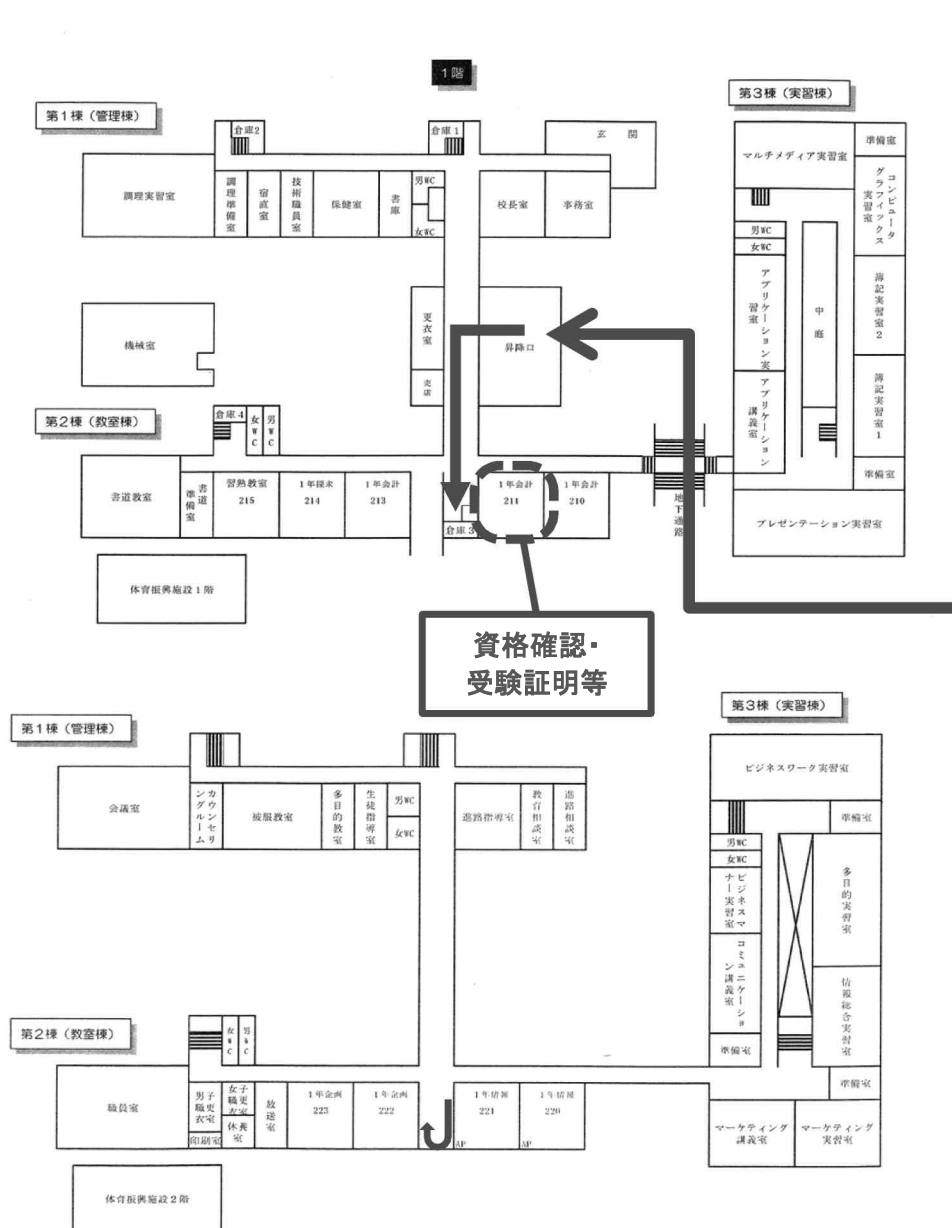 1階
第1棟（管理棟）
倉庫2
倉庫1
玄関
調理実習室
調理準備室
宿直室
技術職員室
保健室
書庫
男WC
女WC
校長室
事務室
機械室
更衣室
売店
昇降口
第2棟（教室棟）
倉庫4
女WC
男WC
書道教室
書道準備室
習熟教室
215
1年探求
214
1年会計
213
倉庫3
1年会計
211
1年会計
210
地下通路
体育振興施設1階
資格確認・
受験証明等
第3棟（実習棟）
マルチメディア実習室
準備室
コンピュータグラフィックス実習室
男WC
女WC
アプリケーション実習室
中庭
簿記実習室2
アプリケーション講義室
簿記実習室1
準備室
プレゼンテーション実習室
第1棟（管理棟）
会議室
カウンセリングルーム
被服教室
多目的教室
生徒指導室
男WC
女WC
進路指導室
教育相談室
進路相談室
第2棟（教室棟）
女WC
男WC
職員室
男子職更衣室
印刷室
女子職更衣室
休養室
放送室
1年企画
223
1年企画
222
1年情報
221
AP
1年情報
220
AP
体育振興施設2階
第3棟（実習棟）
ビジネスワーク実習室
準備室
男WC
女WC
ビジネスマナー実習室
多目的実習室
コミュニケーション講義室
情報総合実習室
準備室
準備室
マーケティング
講義室
マーケティング
実習室